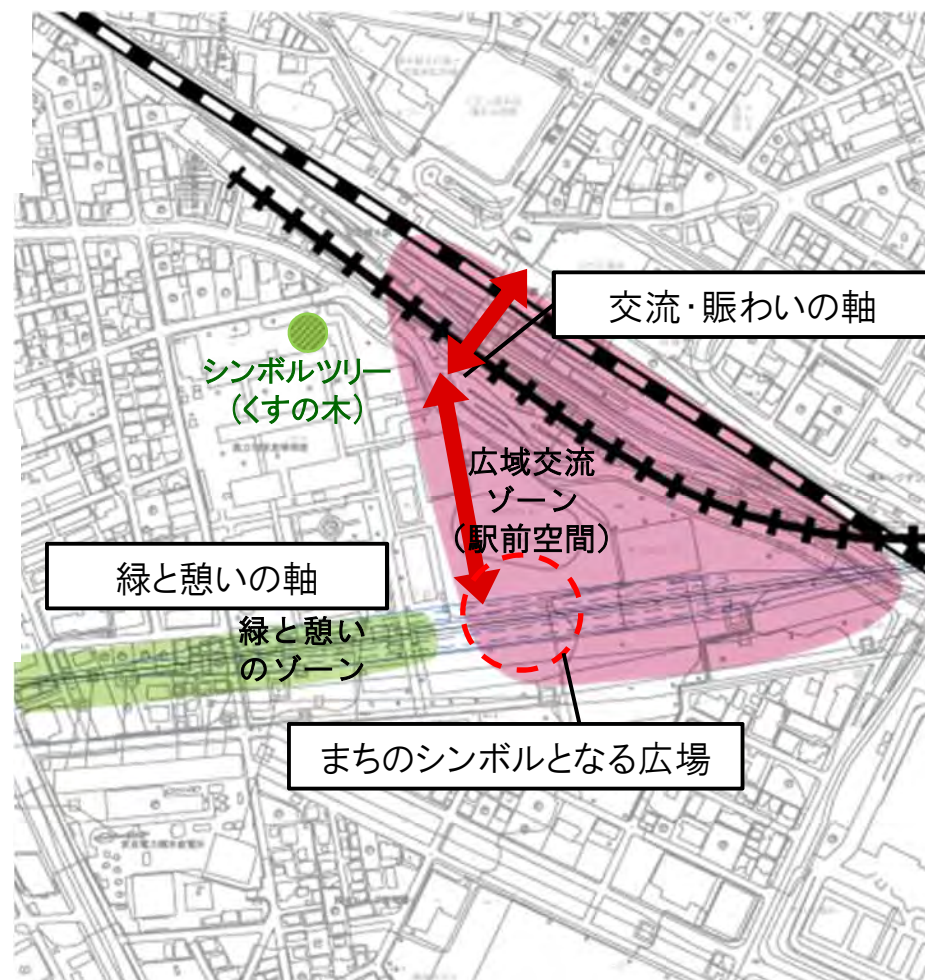 交流・賑わいの軸
シンボルツリー
(くすの木)
広域交流
ゾーン
(駅前空間)
緑と憩いの軸
緑と憩い
のゾーン
まちのシンボルとなる広場